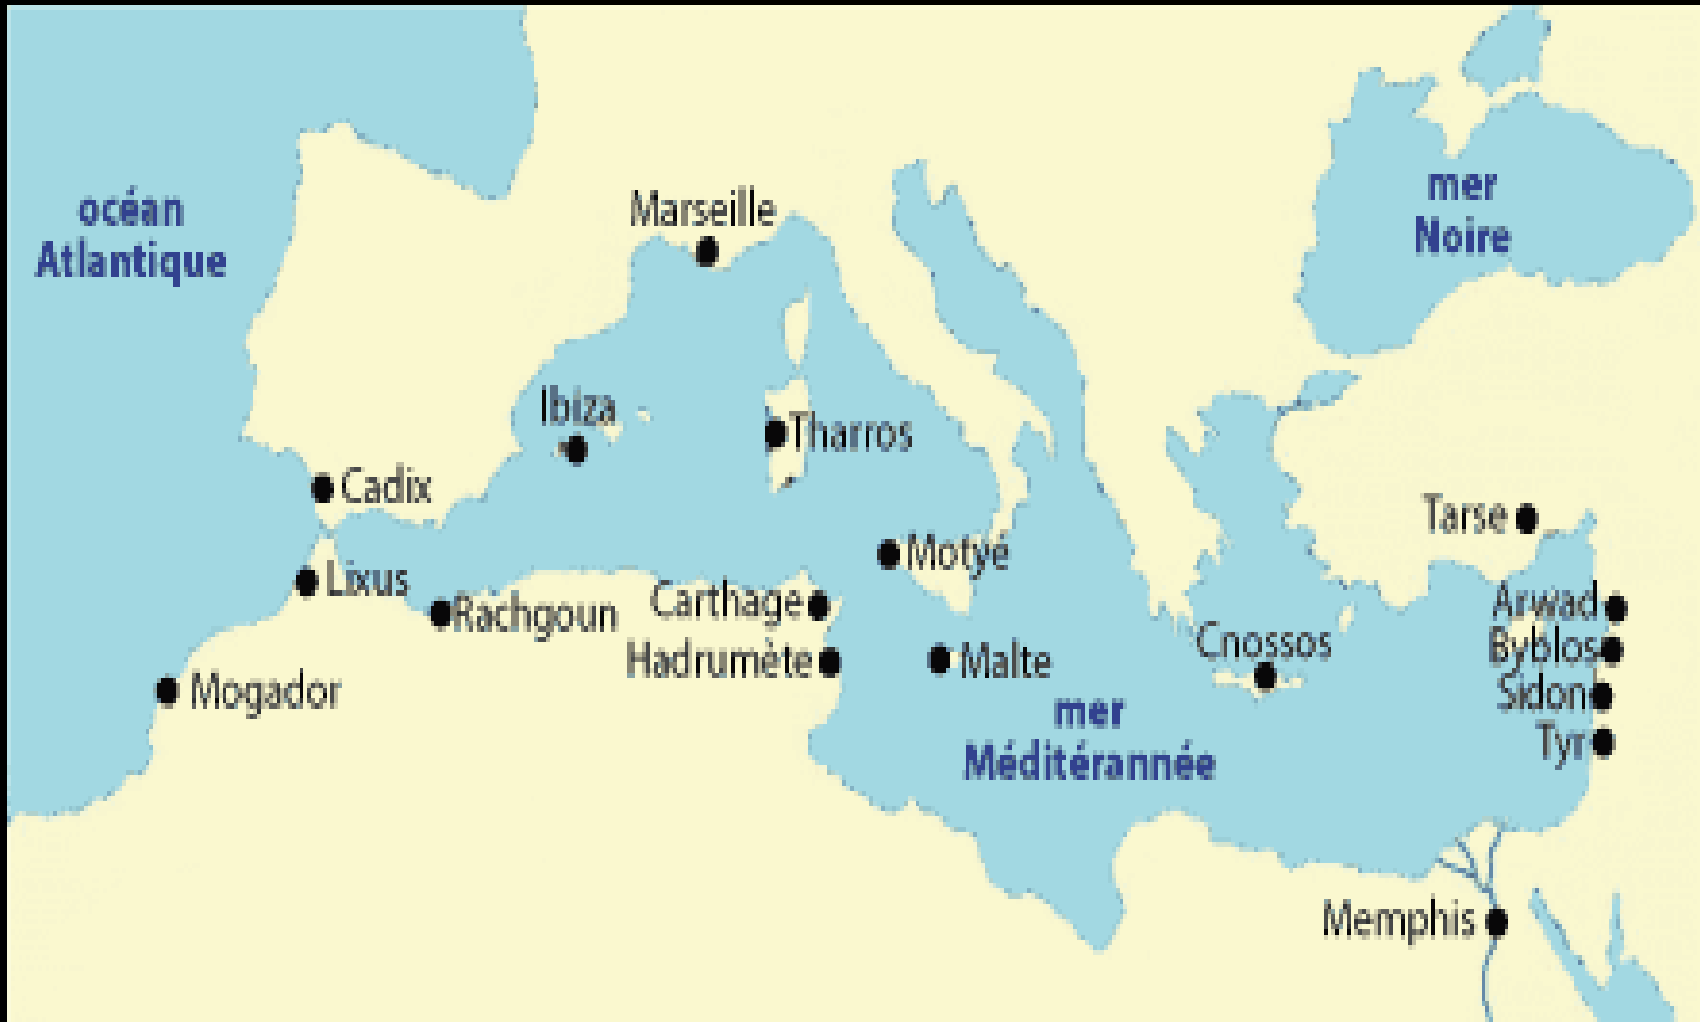 océan
Atlantique
Marseille
mer
Noire
Ibiza
Tharros
Cadix
Tarse
Motyé
Lixus
Rachgoun
Carthage
Arwad
Cnossos
Byblos
Hadrumète
Malte
Mogador
Sidon
mer
Méditérannée
Tyr
Memphis